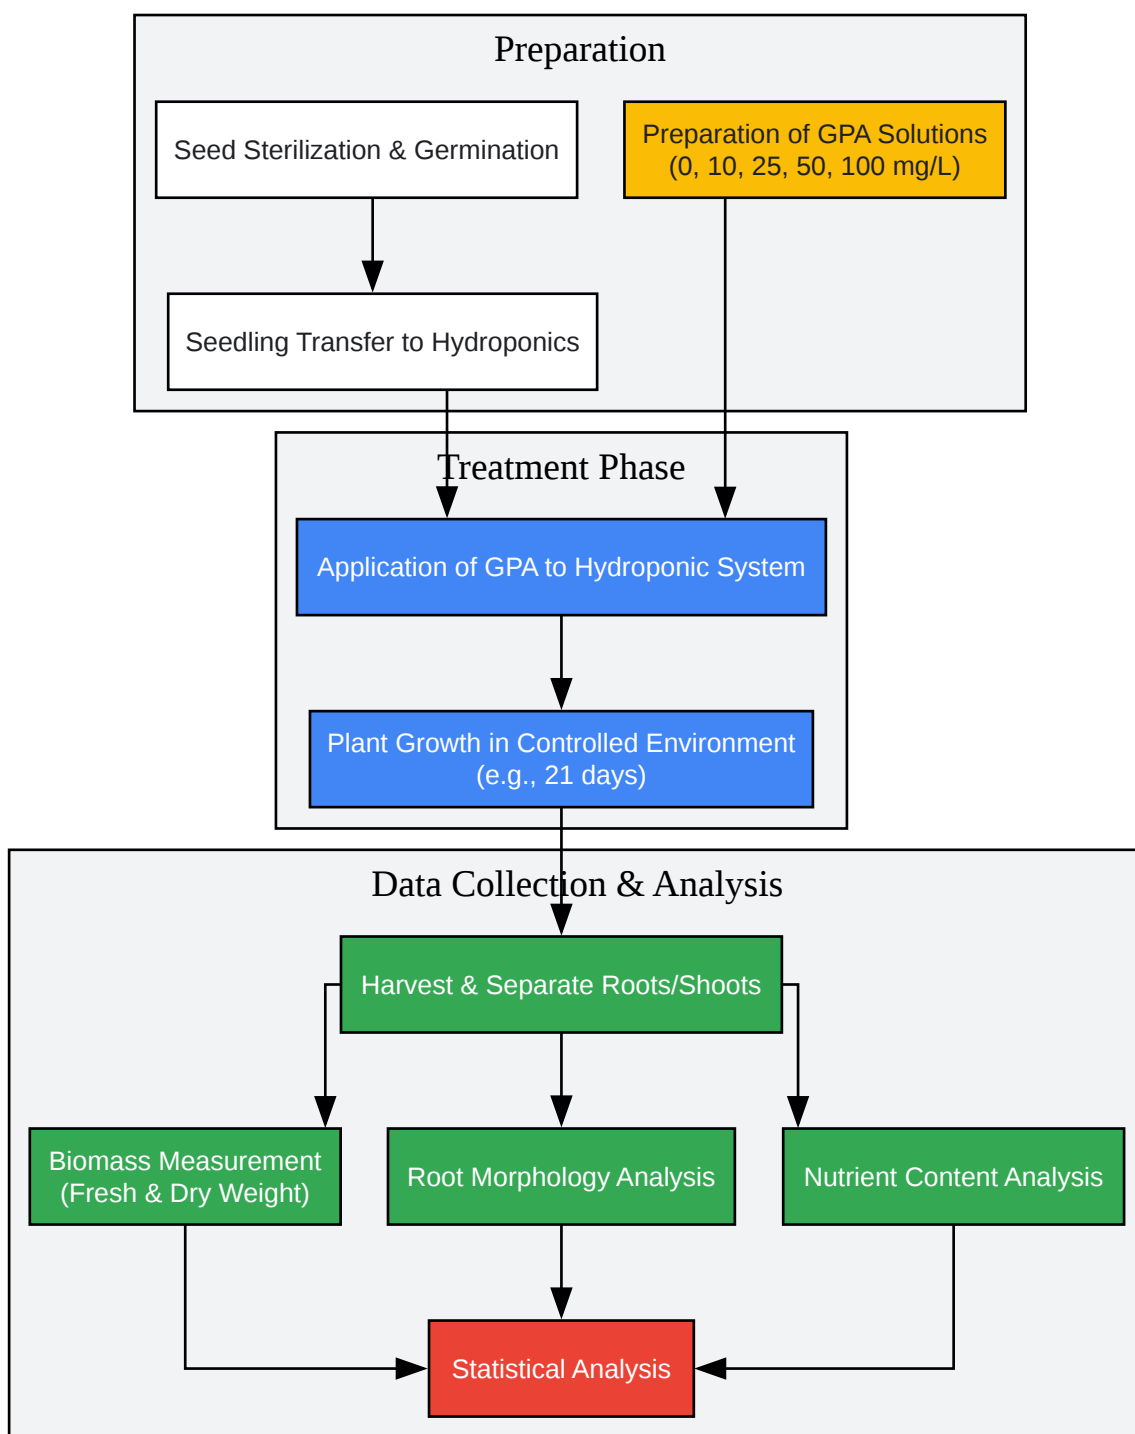 Preparation
Seed Sterilization & Germination
Preparation of GPA Solutions
(0, 10, 25, 50, 100 mg/L)
Seedling Transfer to Hydroponics
Treatment Phase
Application of GPA to Hydroponic System
Plant Growth in Controlled Environment
(e.g., 21 days)
Data Collection & Analysis
Harvest & Separate Roots/Shoots
Biomass Measurement
(Fresh & Dry Weight)
Root Morphology Analysis
Nutrient Content Analysis
Statistical Analysis